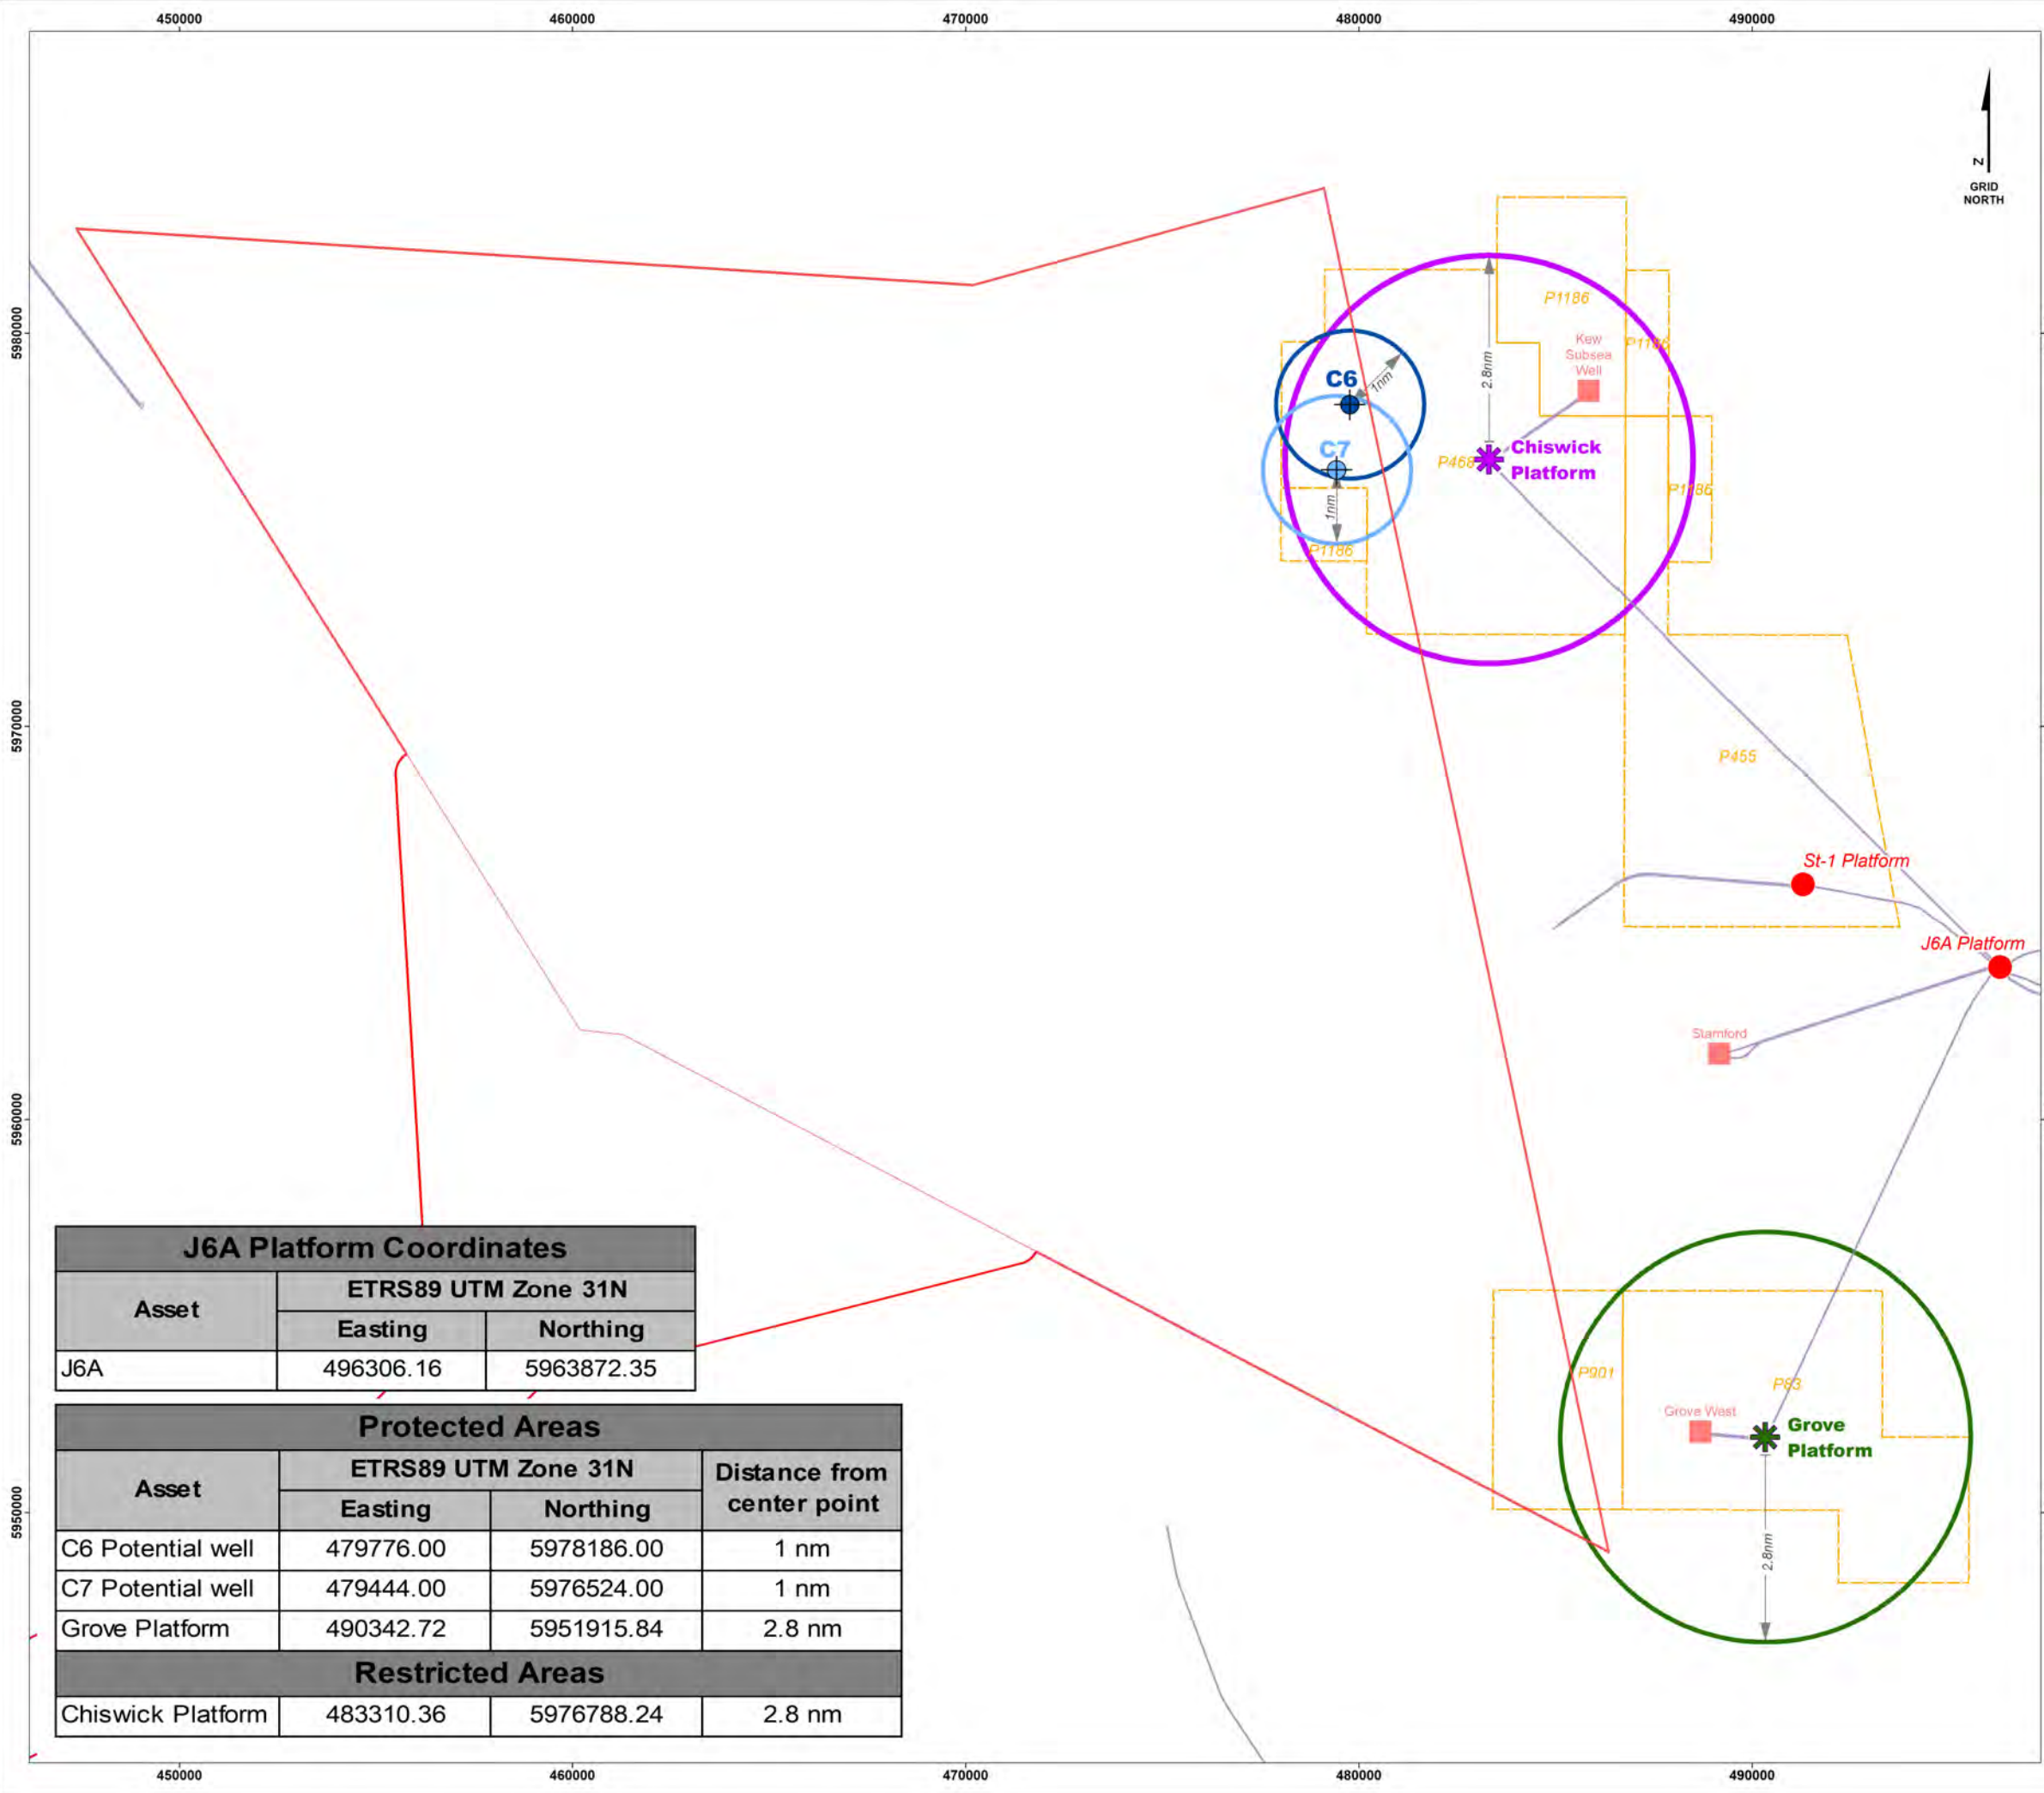 450000 460000 470000 480000 490000
N
GRID
NORTH
5980000
5970000
5960000
5950000
P1186
Kew
Subsea
Well
P1186
2.8nm
C6
1nm
C7
P468
Chiswick
Platform
P1186
1nm
P1186
P455
St-1 Platform
J6A Platform
Stamford
P901
P83
Grove West
Grove
Platform
2.8nm
J6A Platform Coordinates
Asset
ETRS89 UTM Zone 31N
Easting Northing
J6A 496306.16 5963872.35
Protected Areas
Asset
ETRS89 UTM Zone 31N
Distance from
center point
Easting Northing
C6 Potential well 479776.00 5978186.00 1 nm
C7 Potential well 479444.00 5976524.00 1 nm
Grove Platform 490342.72 5951915.84 2.8 nm
Restricted Areas
Chiswick Platform 483310.36 5976788.24 2.8 nm
450000 460000 470000 480000 490000